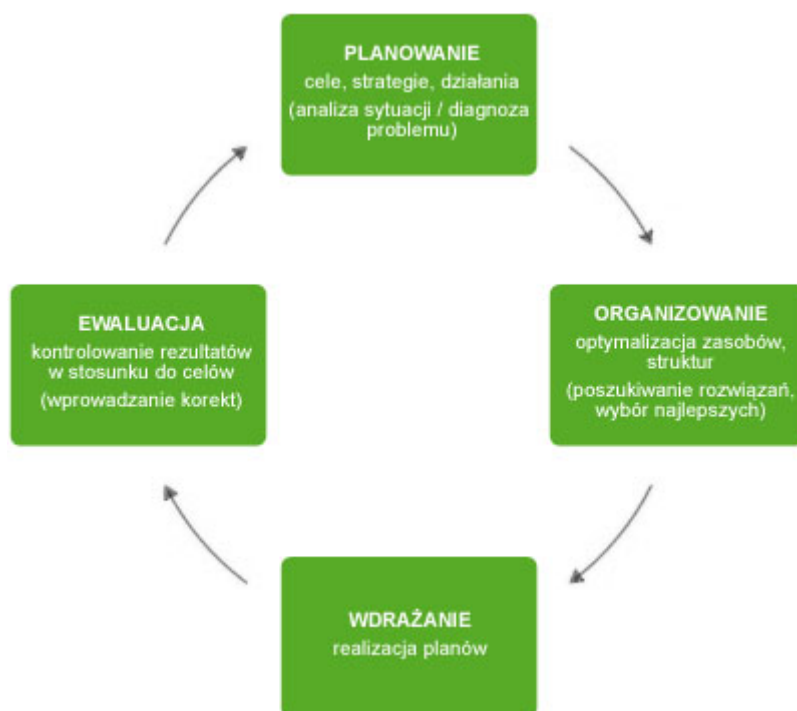 PLANOWANIE
cele, strategie, działania
(analiza sytuacji / diagnoza
problemu)
ORGANIZOWANIE
optymalizacja zasobów,
struktur
(poszukiwanie rozwiązań,
wybór najlepszych)
WDRAŻANIE
realizacja planów
EWALUACJA
kontrolowanie rezultatów
w stosunku do celów
(wprowadzanie korekt)